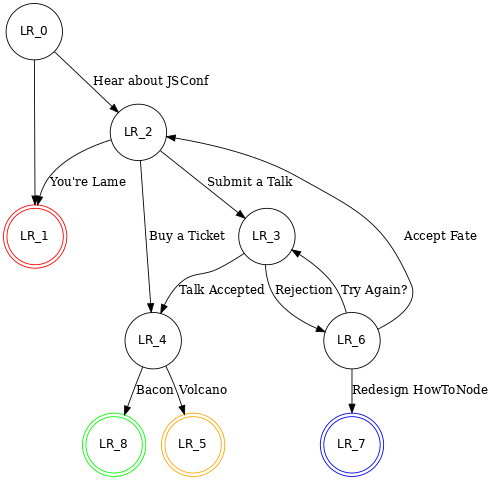 LR_0
Hear about JSConf
LR_2
You're Lame
Submit a Talk
LR_1
Buy a Ticket
LR_3
Accept Fate
Talk Accepted
Rejection
Try Again?
LR_4
LR_6
Bacon
Volcano
Redesign HowToNode
LR_8
LR_5
LR_7